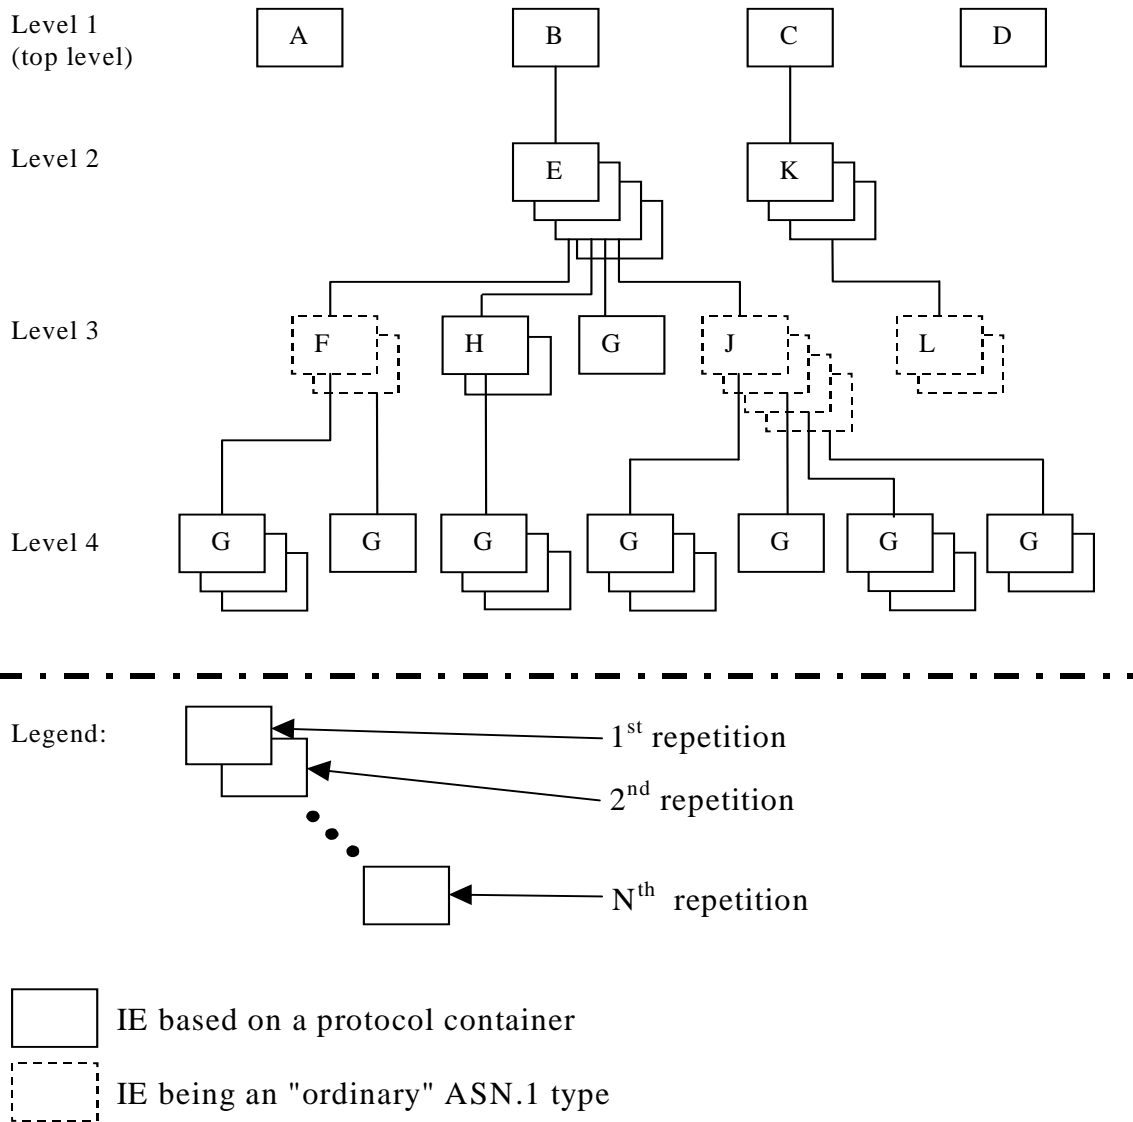 Level 1
(top level)
A B C D
Level 2
E K
Level 3
F H G J L
Level 4
G G G G G G G
Legend:
1st repetition
2nd repetition
Nth repetition
IE based on a protocol container
IE being an "ordinary" ASN.1 type